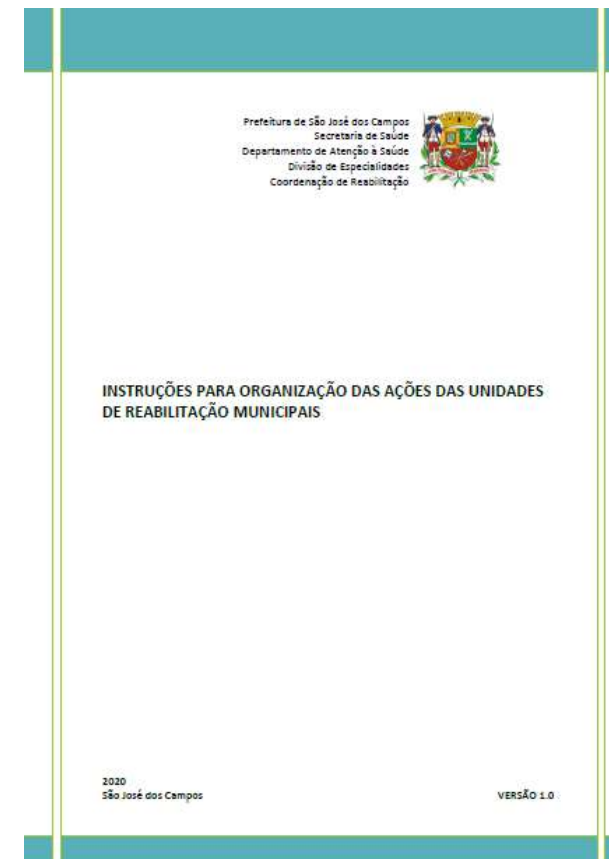 Prefeitura de São José dos Campos
Secretaria de Saúde
Departamento de Atenção à Saúde
Divisão de Especialidades
Coordenação de Reabilitação
INSTRUÇÕES PARA ORGANIZAÇÃO DAS AÇÕES DAS UNIDADES
DE REABILITAÇÃO MUNICIPAIS
2020
São José dos Campos
VERSÃO 1.0